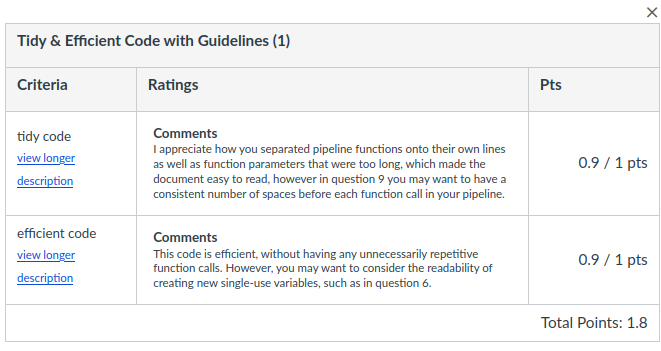 ×
Tidy & Efficient Code with Guidelines (1)
Criteria Ratings Pts
tidy code
view longer
description
Comments
I appreciate how you separated pipeline functions onto their own lines
as well as function parameters that were too long, which made the
document easy to read, however in question 9 you may want to have a
consistent number of spaces before each function call in your pipeline.
0.9 / 1 pts
efficient code
view longer
description
Comments
This code is efficient, without having any unnecessarily repetitive
function calls. However, you may want to consider the readability of
creating new single-use variables, such as in question 6.
0.9 / 1 pts
Total Points: 1.8